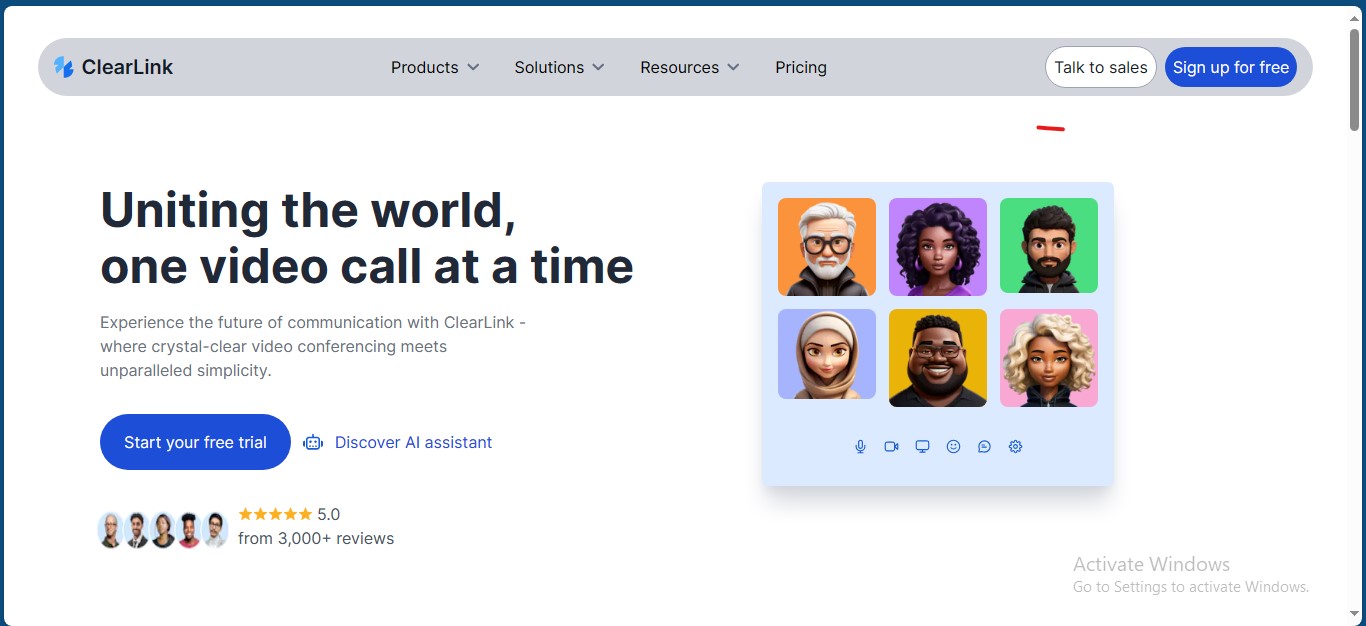 ClearLink
Products
Solutions
Resources
Pricing
Talk to sales
Sign up for free
Uniting the world,
one video call at a time
Experience the future of communication with ClearLink -
where crystal-clear video conferencing meets
unparalleled simplicity.
Start your free trial
Discover AI assistant
5.0
from 3,000+ reviews
Activate Windows
Go to Settings to activate Windows.